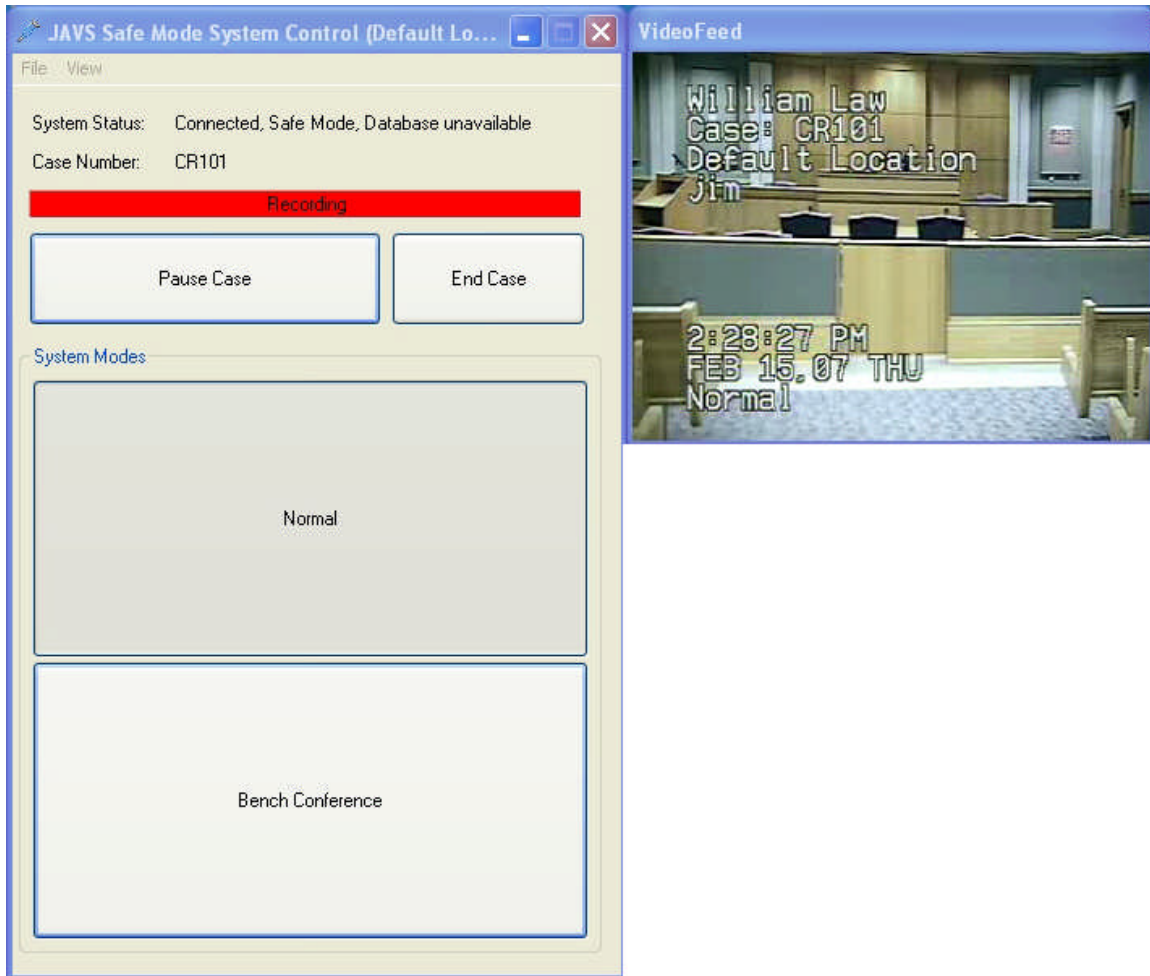 JAVS Safe Mode System Control (Default Lo...
File View
System Status: Connected, Safe Mode, Database unavailable
Case Number: CR101
Recording
Pause Case
End Case
System Modes
Normal
Bench Conference
VideoFeed
William Law
Case: CR101
Default Location
jim
2:28:27 PM
FEB 15,07 THU
Normal